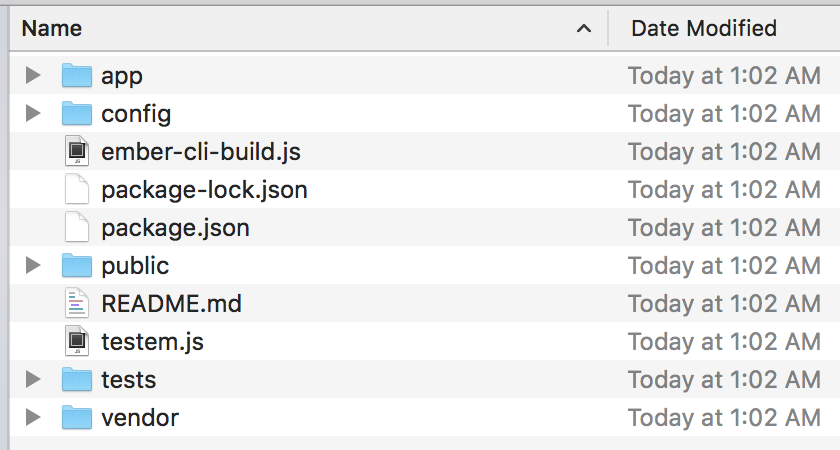 Name Date Modified
app Today at 1:02 AM
config Today at 1:02 AM
ember-cli-build.js Today at 1:02 AM
package-lock.json Today at 1:02 AM
package.json Today at 1:02 AM
public Today at 1:02 AM
README.md Today at 1:02 AM
testem.js Today at 1:02 AM
tests Today at 1:02 AM
vendor Today at 1:02 AM